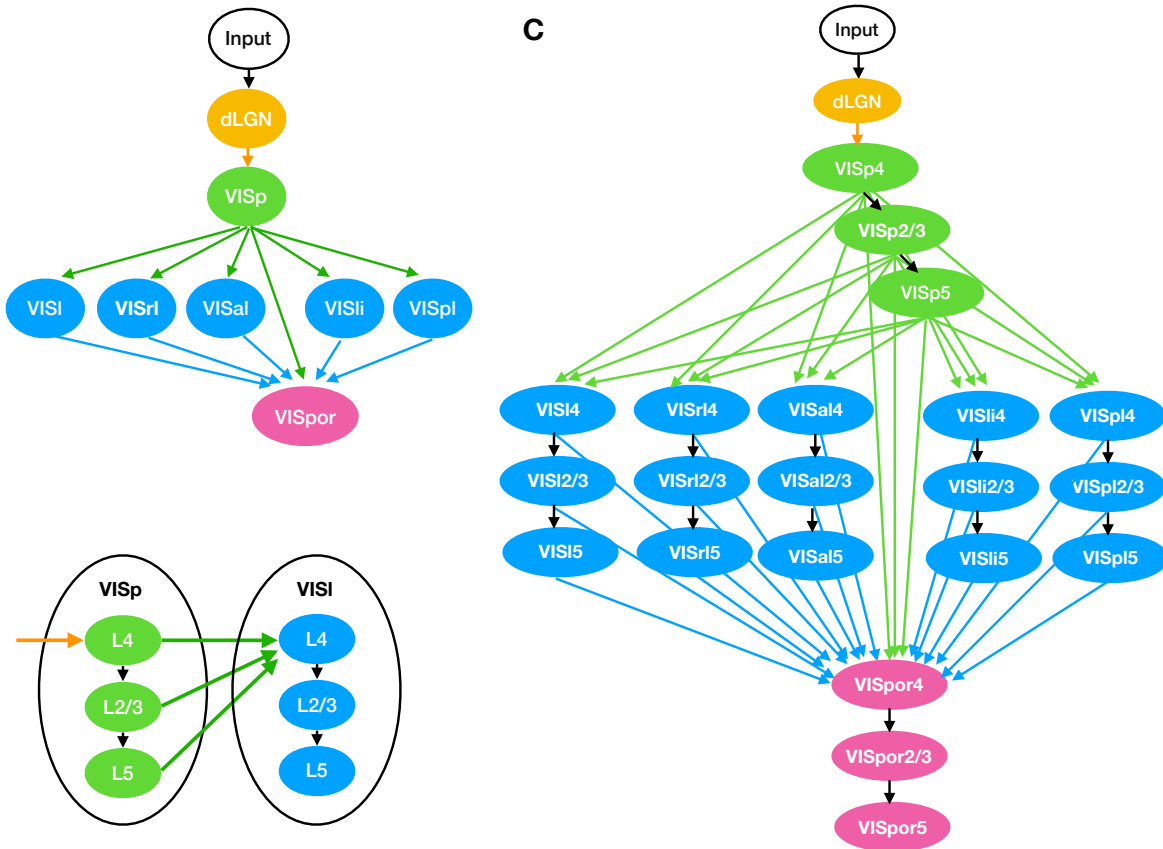 Input
dLGN
VISp
VISl
VISrl
VISal
VISli
VISpl
VISpor
VISp
VISl
L4
L4
L2/3
L2/3
L5
L5
C
Input
dLGN
VISp4
VISp2/3
VISp5
VISl4
VISrl4
VISal4
VISli4
VISpl4
VISl2/3
VISrl2/3
VISal2/3
VISli2/3
VISpl2/3
VISl5
VISrl5
VISal5
VISli5
VISpl5
VISpor4
VISpor2/3
VISpor5